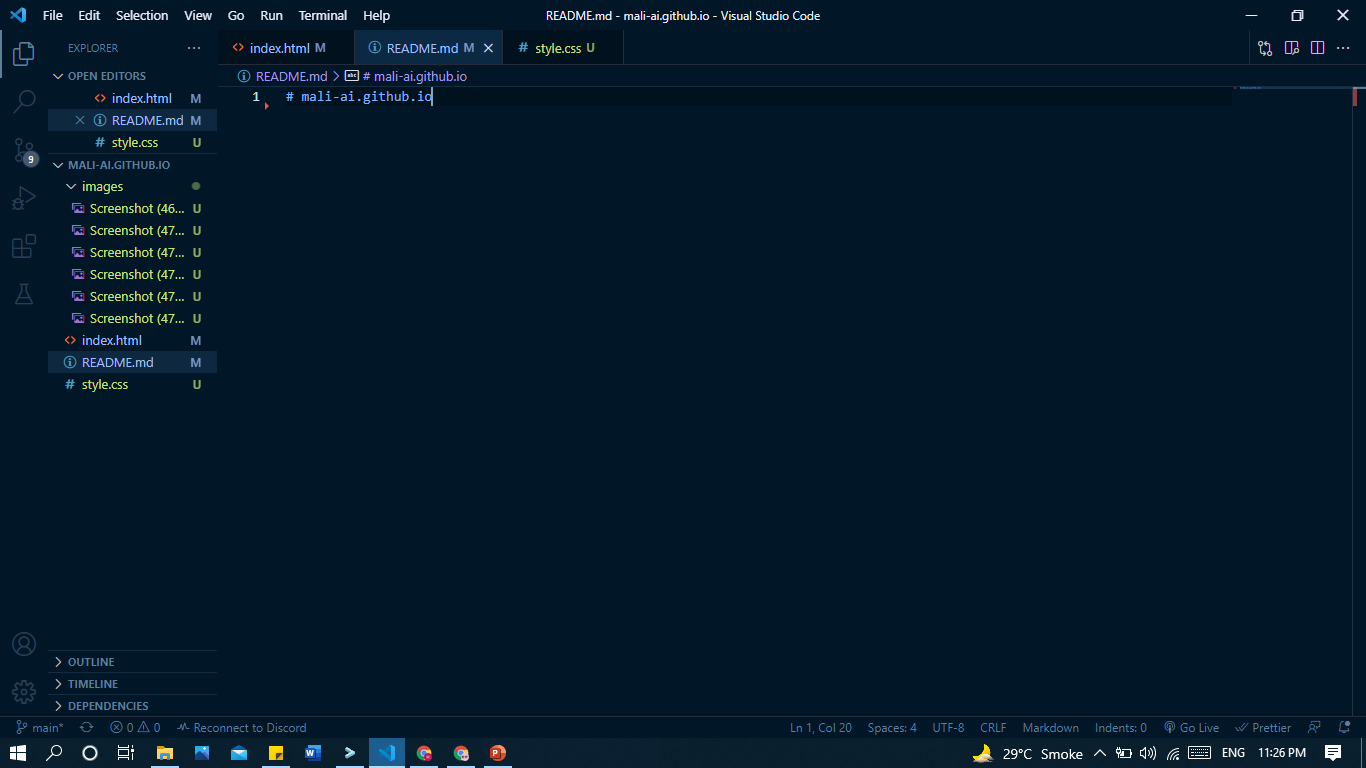 File Edit Selection View Go Run Terminal Help README.md - mali-ai.github.io - Visual Studio Code
EXPLORER
index.html M README.md M style.css U
OPEN EDITORS
README.md > # mali-ai.github.io
index.html M
README.md M
style.css U
1 # mali-ai.github.io
MALI-AI.GITHUB.IO
9
images
Screenshot (46... U
Screenshot (47... U
Screenshot (47... U
Screenshot (47... U
Screenshot (47... U
Screenshot (47... U
index.html M
README.md M
style.css U
OUTLINE
TIMELINE
DEPENDENCIES
main* 0 0 Reconnect to Discord Ln 1, Col 20 Spaces: 4 UTF-8 CRLF Markdown Indents: 0 Go Live Prettier
29°C Smoke ENG 11:26 PM